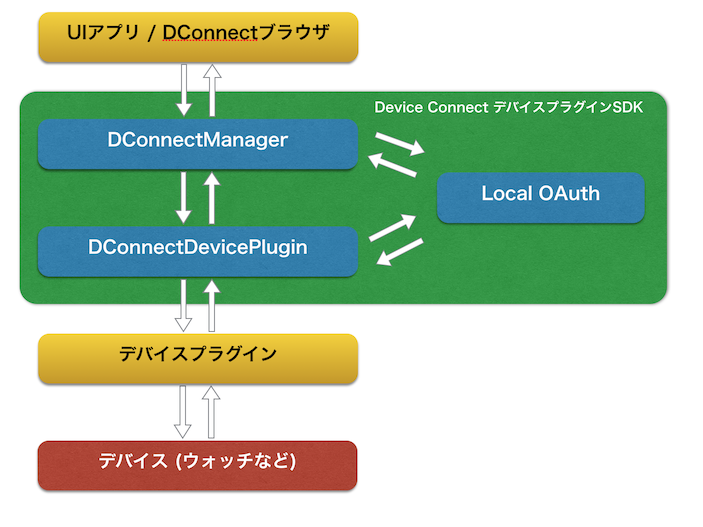 UIアプリ / DConnectブラウザ
Device Connect デバイスプラグインSDK
DConnectManager
Local OAuth
DConnectDevicePlugin
デバイスプラグイン
デバイス (ウォッチなど)